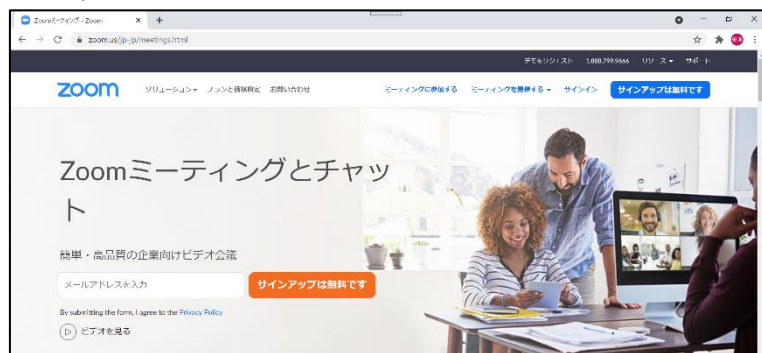 Zoomミーティング - Zoom
zoom.us/jp-jp/meetings.html
デモをリクエスト 1.888.799.9666 リソース サポート
zoom ソリューション プランと価格設定 お問い合わせ ミーティングに参加する ミーティングを開催する サインイン サインアップは無料です
Zoomミーティングとチャッ
ト
簡単・高品質の企業向けビデオ会議
メールアドレスを入力 サインアップは無料です
By submitting the form, I agree to the Privacy Policy
ビデオを見る